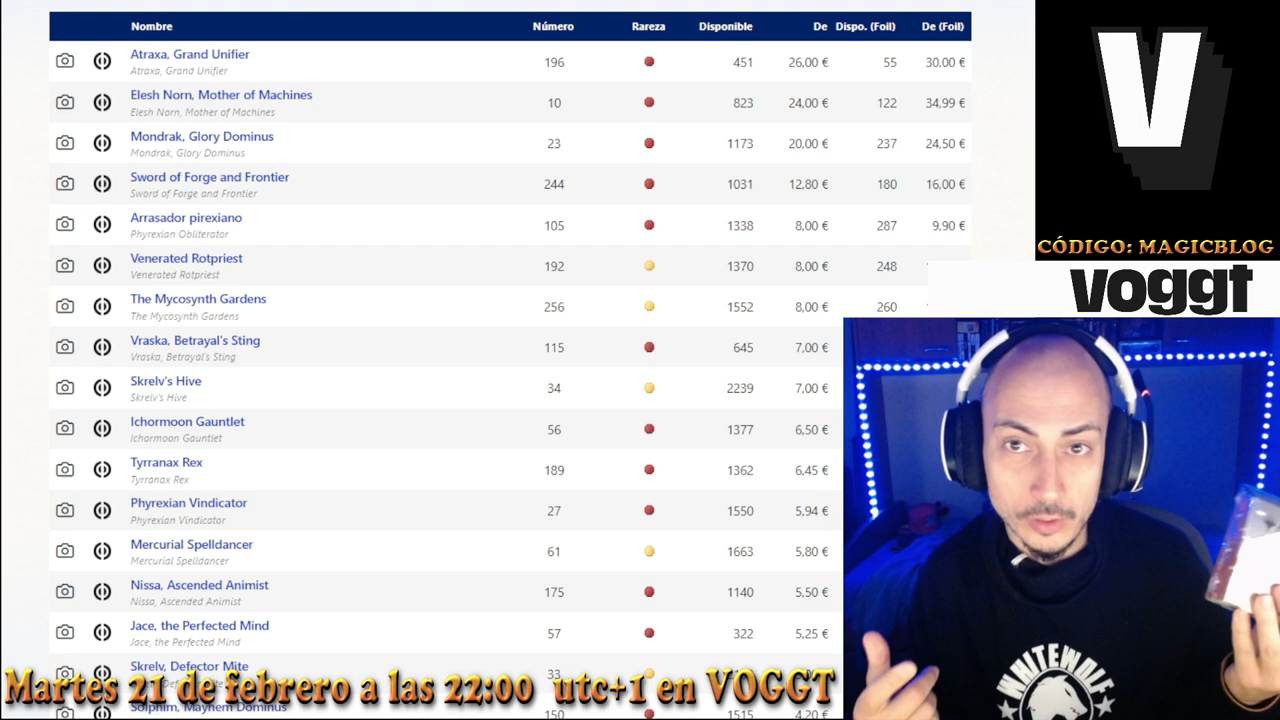 Nombre Número Rareza Disponible De Dispo. (Foil) De (Foil)
Atraxa, Grand Unifier 196 451 26,00 € 55 30,00 €
Atraxa, Grand Unifier
Elesh Norn, Mother of Machines 10 823 24,00 € 122 34,99 €
Elesh Norn, Mother of Machines
Mondrak, Glory Dominus 23 1173 20,00 € 237 24,50 €
Mondrak, Glory Dominus
Sword of Forge and Frontier 244 1031 12,80 € 180 16,00 €
Sword of Forge and Frontier
Arrasador pirexiano 105 1338 8,00 € 287 9,90 €
Phyrexian Obliterator
Venerated Rotpriest 192 1370 8,00 € 248
Venerated Rotpriest
The Mycosynth Gardens 256 1552 8,00 € 260
The Mycosynth Gardens
Vraska, Betrayal's Sting 115 645 7,00 €
Vraska, Betrayal's Sting
Skrelv's Hive 34 2239 7,00 €
Skrelv's Hive
Ichormoon Gauntlet 56 1377 6,50 €
Ichormoon Gauntlet
Tyrranax Rex 189 1362 6,45 €
Tyrranax Rex
Phyrexian Vindicator 27 1550 5,94 €
Phyrexian Vindicator
Mercurial Spelldancer 61 1663 5,80 €
Mercurial Spelldancer
Nissa, Ascended Animist 175 1140 5,50 €
Nissa, Ascended Animist
Jace, the Perfected Mind 57 322 5,25 €
Jace, the Perfected Mind
Skrelv, Defector Mite 33
Martes 21 de febrero a las 22:00 utc+1 en VOGGT
Solphim, Mayhem Dominus 150 1515 4,20 €
V
CÓDIGO: MAGICBLOG
voggt
WHITEWOLF